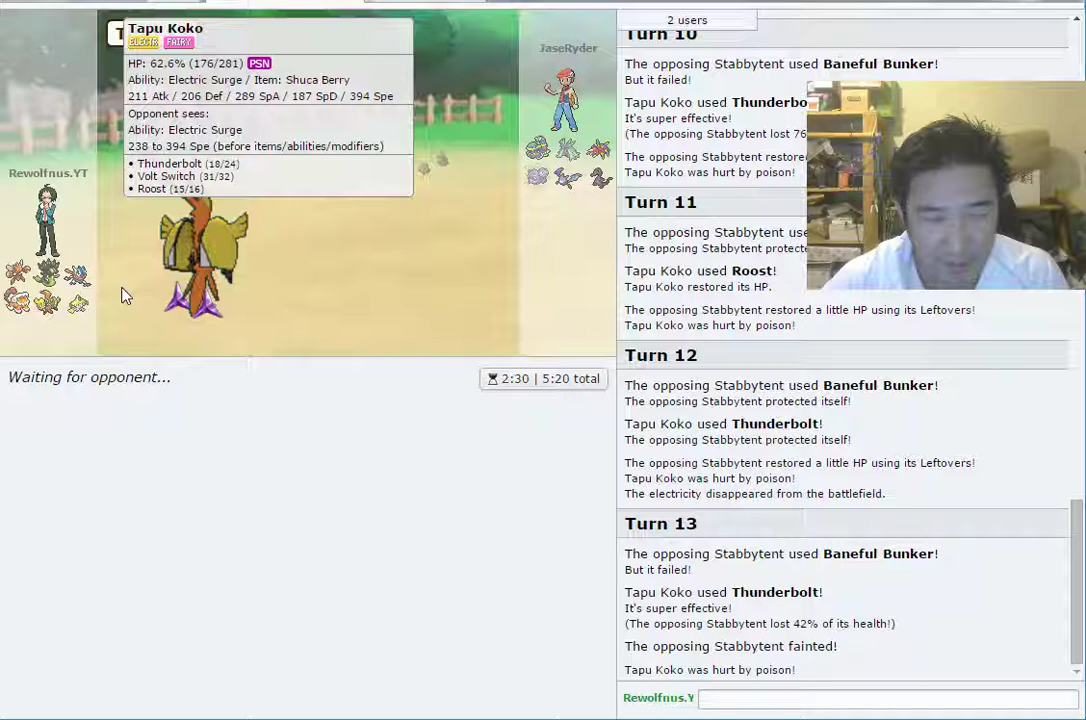 T
Tapu Koko
ELECTR FAIRY
HP: 62.6% (176/281) PSN
Ability: Electric Surge / Item: Shuca Berry
211 Atk / 206 Def / 289 SpA / 187 SpD / 394 Spe
Opponent sees:
Ability: Electric Surge
238 to 394 Spe (before items/abilities/modifiers)
• Thunderbolt (18/24)
• Volt Switch (31/32)
• Roost (15/16)
Rewolfnus.YT
JaseRyder
Waiting for opponent...
2:30 | 5:20 total
2 users
Turn 10
The opposing Stabbytent used Baneful Bunker!
But it failed!
Tapu Koko used Thunderbo
It's super effective!
(The opposing Stabbytent lost 76
The opposing Stabbytent restore
Tapu Koko was hurt by poison!
Turn 11
The opposing Stabbytent use
The opposing Stabbytent protecte
Tapu Koko used Roost!
Tapu Koko restored its HP.
The opposing Stabbytent restored a little HP using its Leftovers!
Tapu Koko was hurt by poison!
Turn 12
The opposing Stabbytent used Baneful Bunker!
The opposing Stabbytent protected itself!
Tapu Koko used Thunderbolt!
The opposing Stabbytent protected itself!
The opposing Stabbytent restored a little HP using its Leftovers!
Tapu Koko was hurt by poison!
The electricity disappeared from the battlefield.
Turn 13
The opposing Stabbytent used Baneful Bunker!
But it failed!
Tapu Koko used Thunderbolt!
It's super effective!
(The opposing Stabbytent lost 42% of its health!)
The opposing Stabbytent fainted!
Tapu Koko was hurt by poison!
Rewolfnus.Y